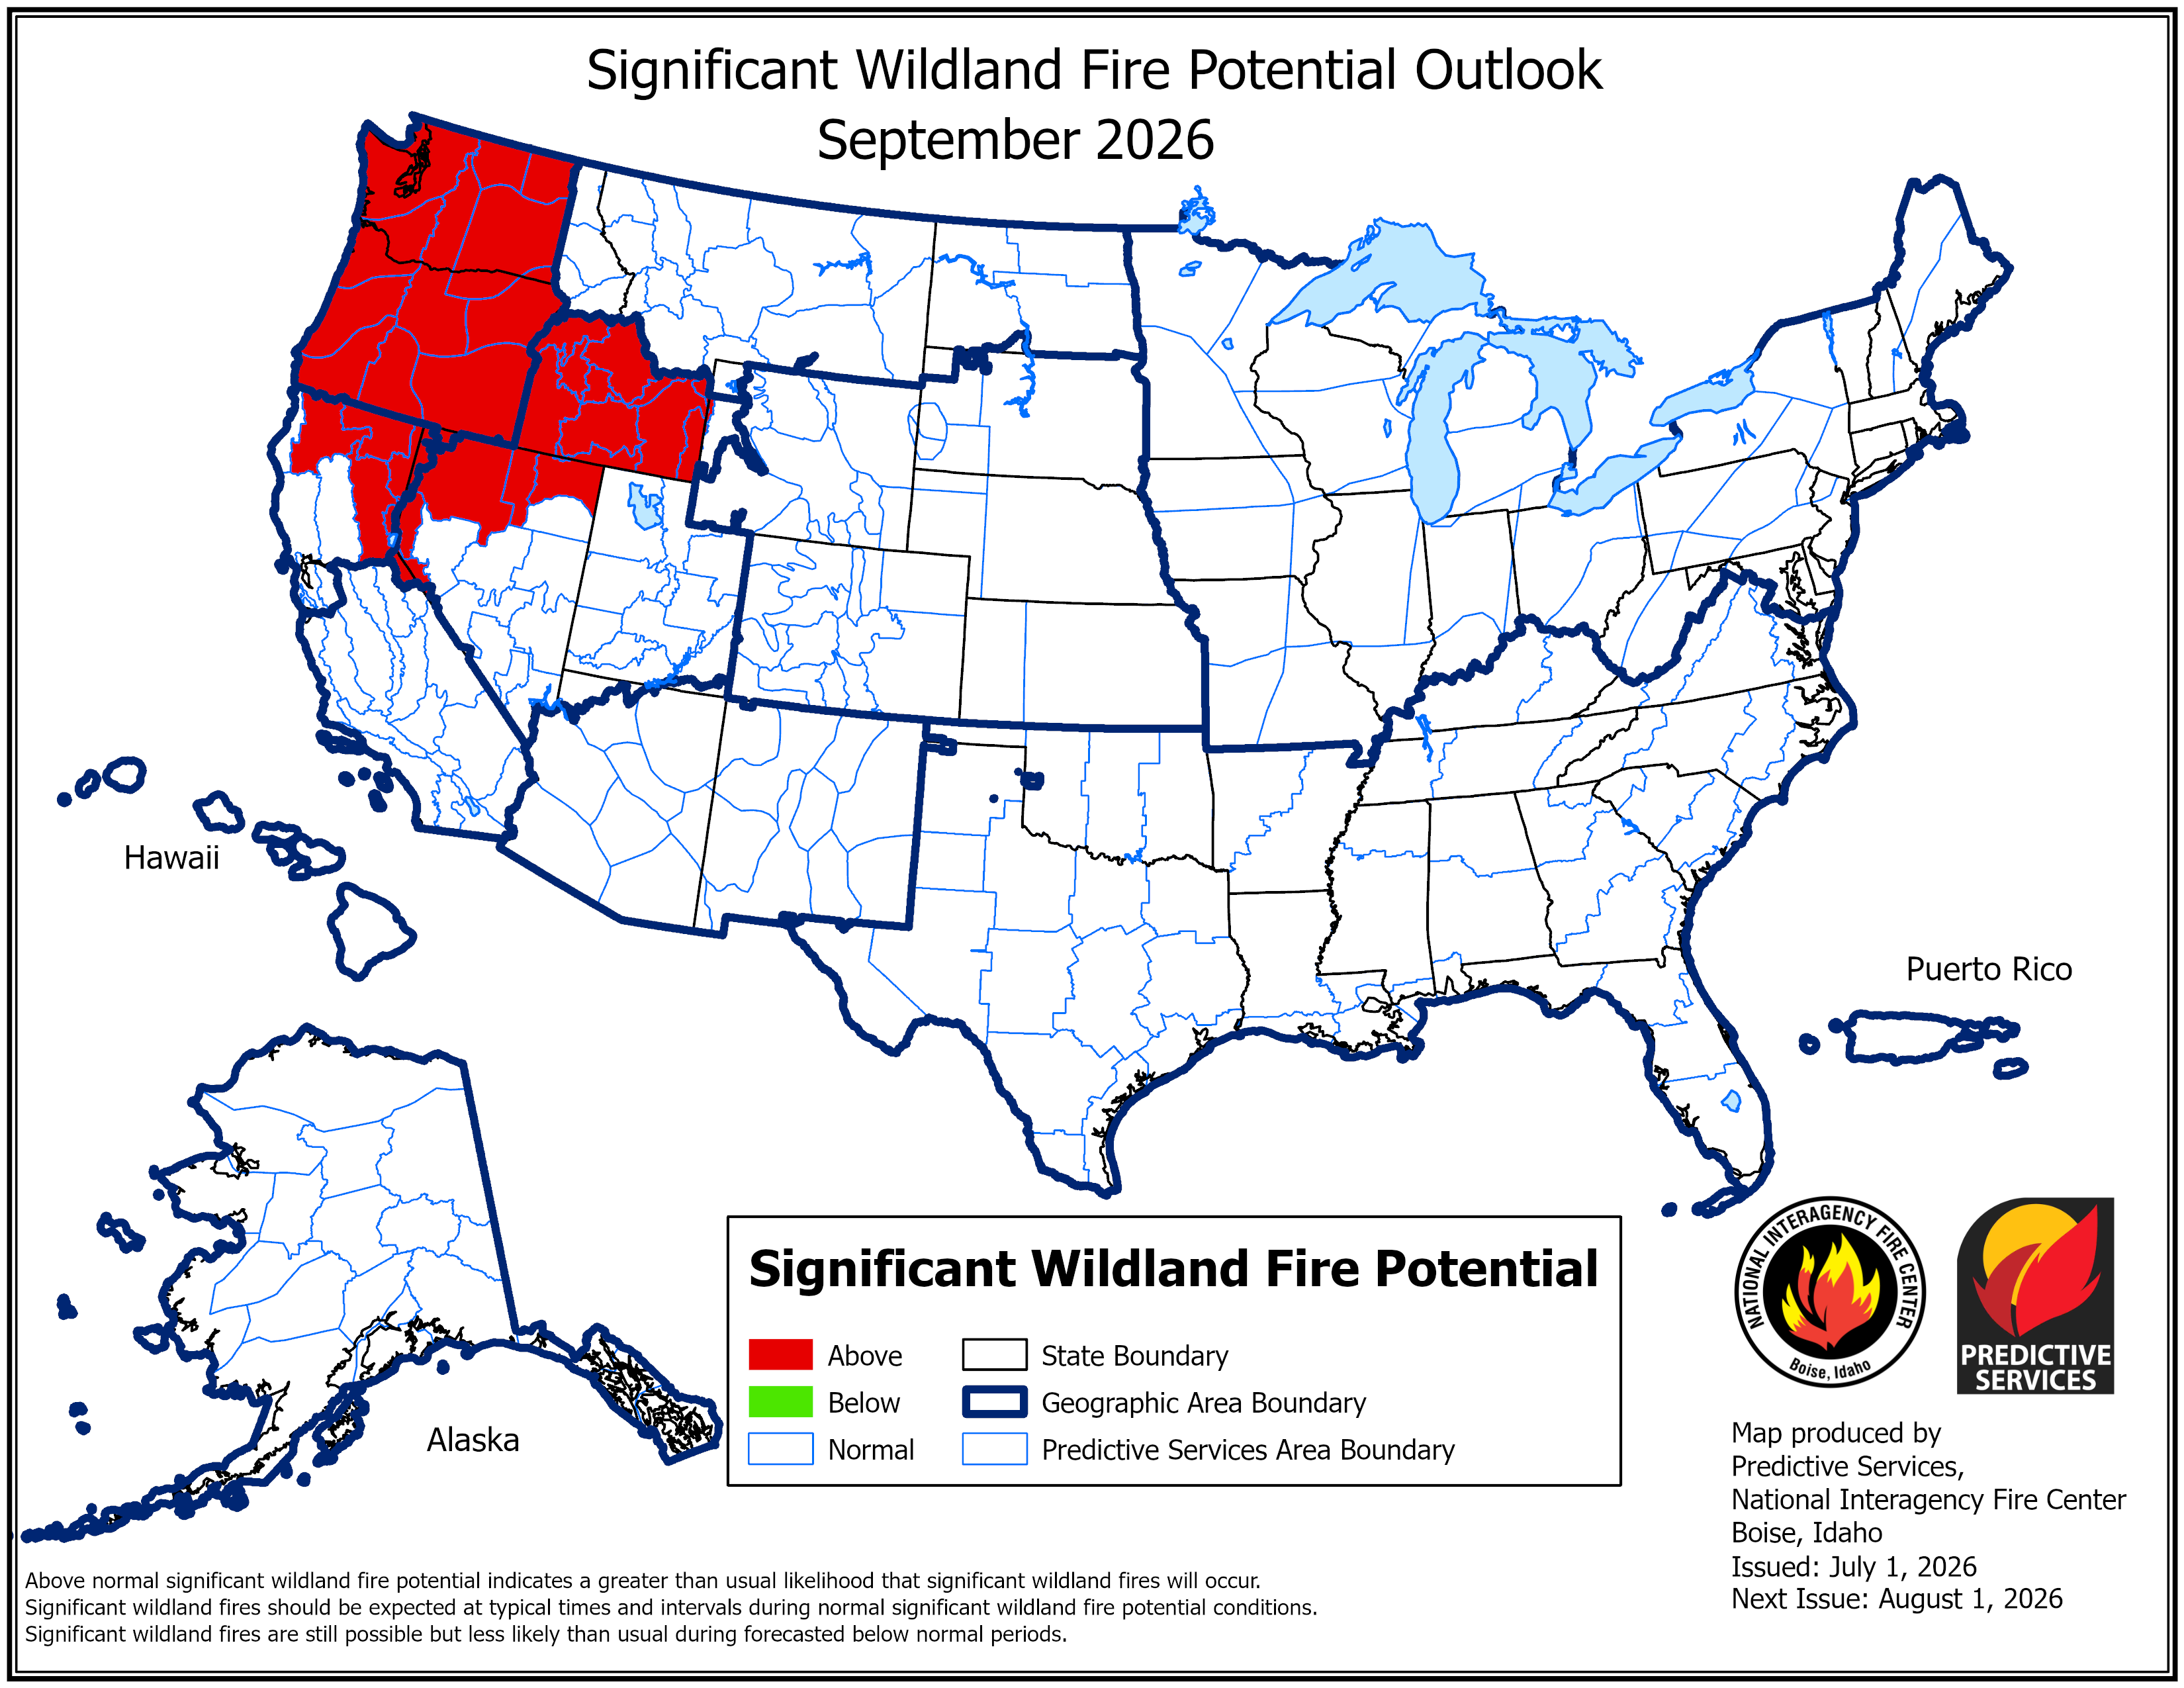 Significant Wildland Fire Potential Outlook
September 2026
Hawaii
Puerto Rico
Alaska
Significant Wildland Fire Potential
Above
State Boundary
Below
Geographic Area Boundary
Normal
Predictive Services Area Boundary
NATIONAL INTERAGENCY FIRE CENTER
Boise, Idaho
PREDICTIVE
SERVICES
Map produced by
Predictive Services,
National Interagency Fire Center
Boise, Idaho
Issued: July 1, 2026
Next Issue: August 1, 2026
Above normal significant wildland fire potential indicates a greater than usual likelihood that significant wildland fires will occur.
Significant wildland fires should be expected at typical times and intervals during normal significant wildland fire potential conditions.
Significant wildland fires are still possible but less likely than usual during forecasted below normal periods.